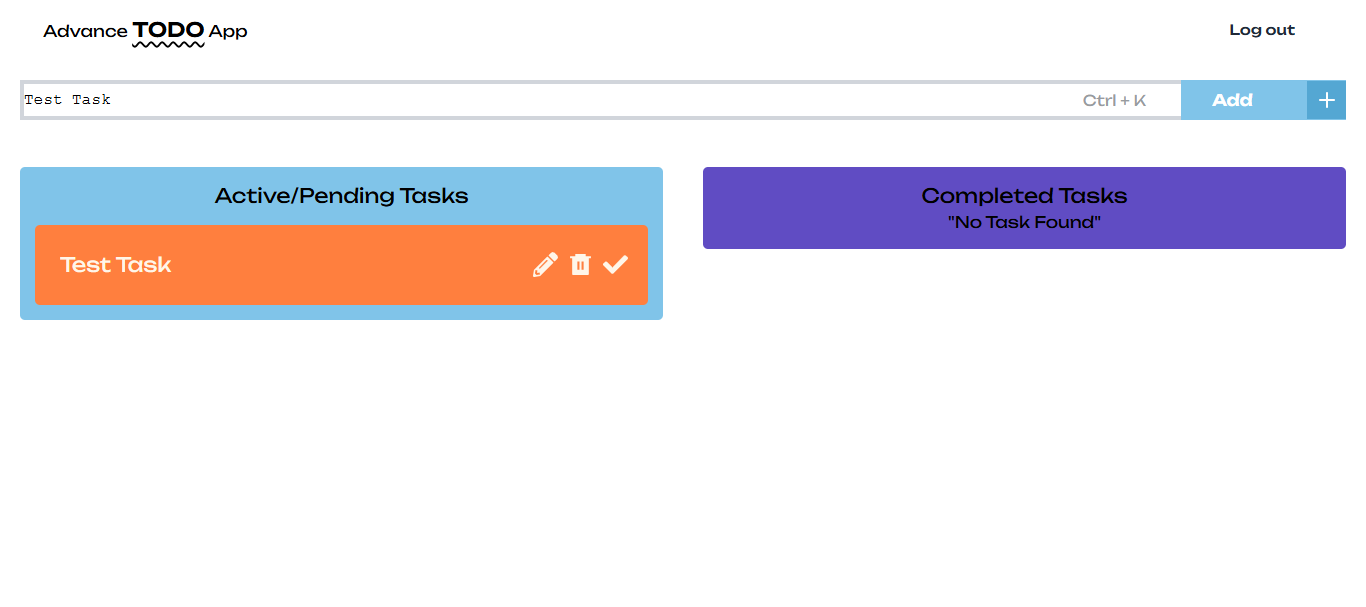 Advance TODO App
Log out
Test Task
Ctrl + K
Add
Active/Pending Tasks
Test Task
Completed Tasks
"No Task Found"